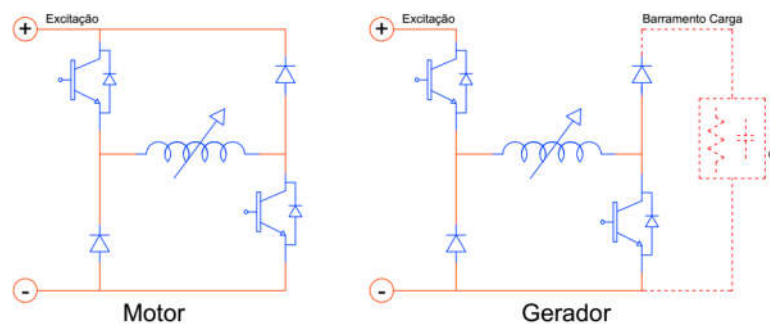 Excitação
+
-
Motor
Excitação
Barramento Carga
+
-
Gerador